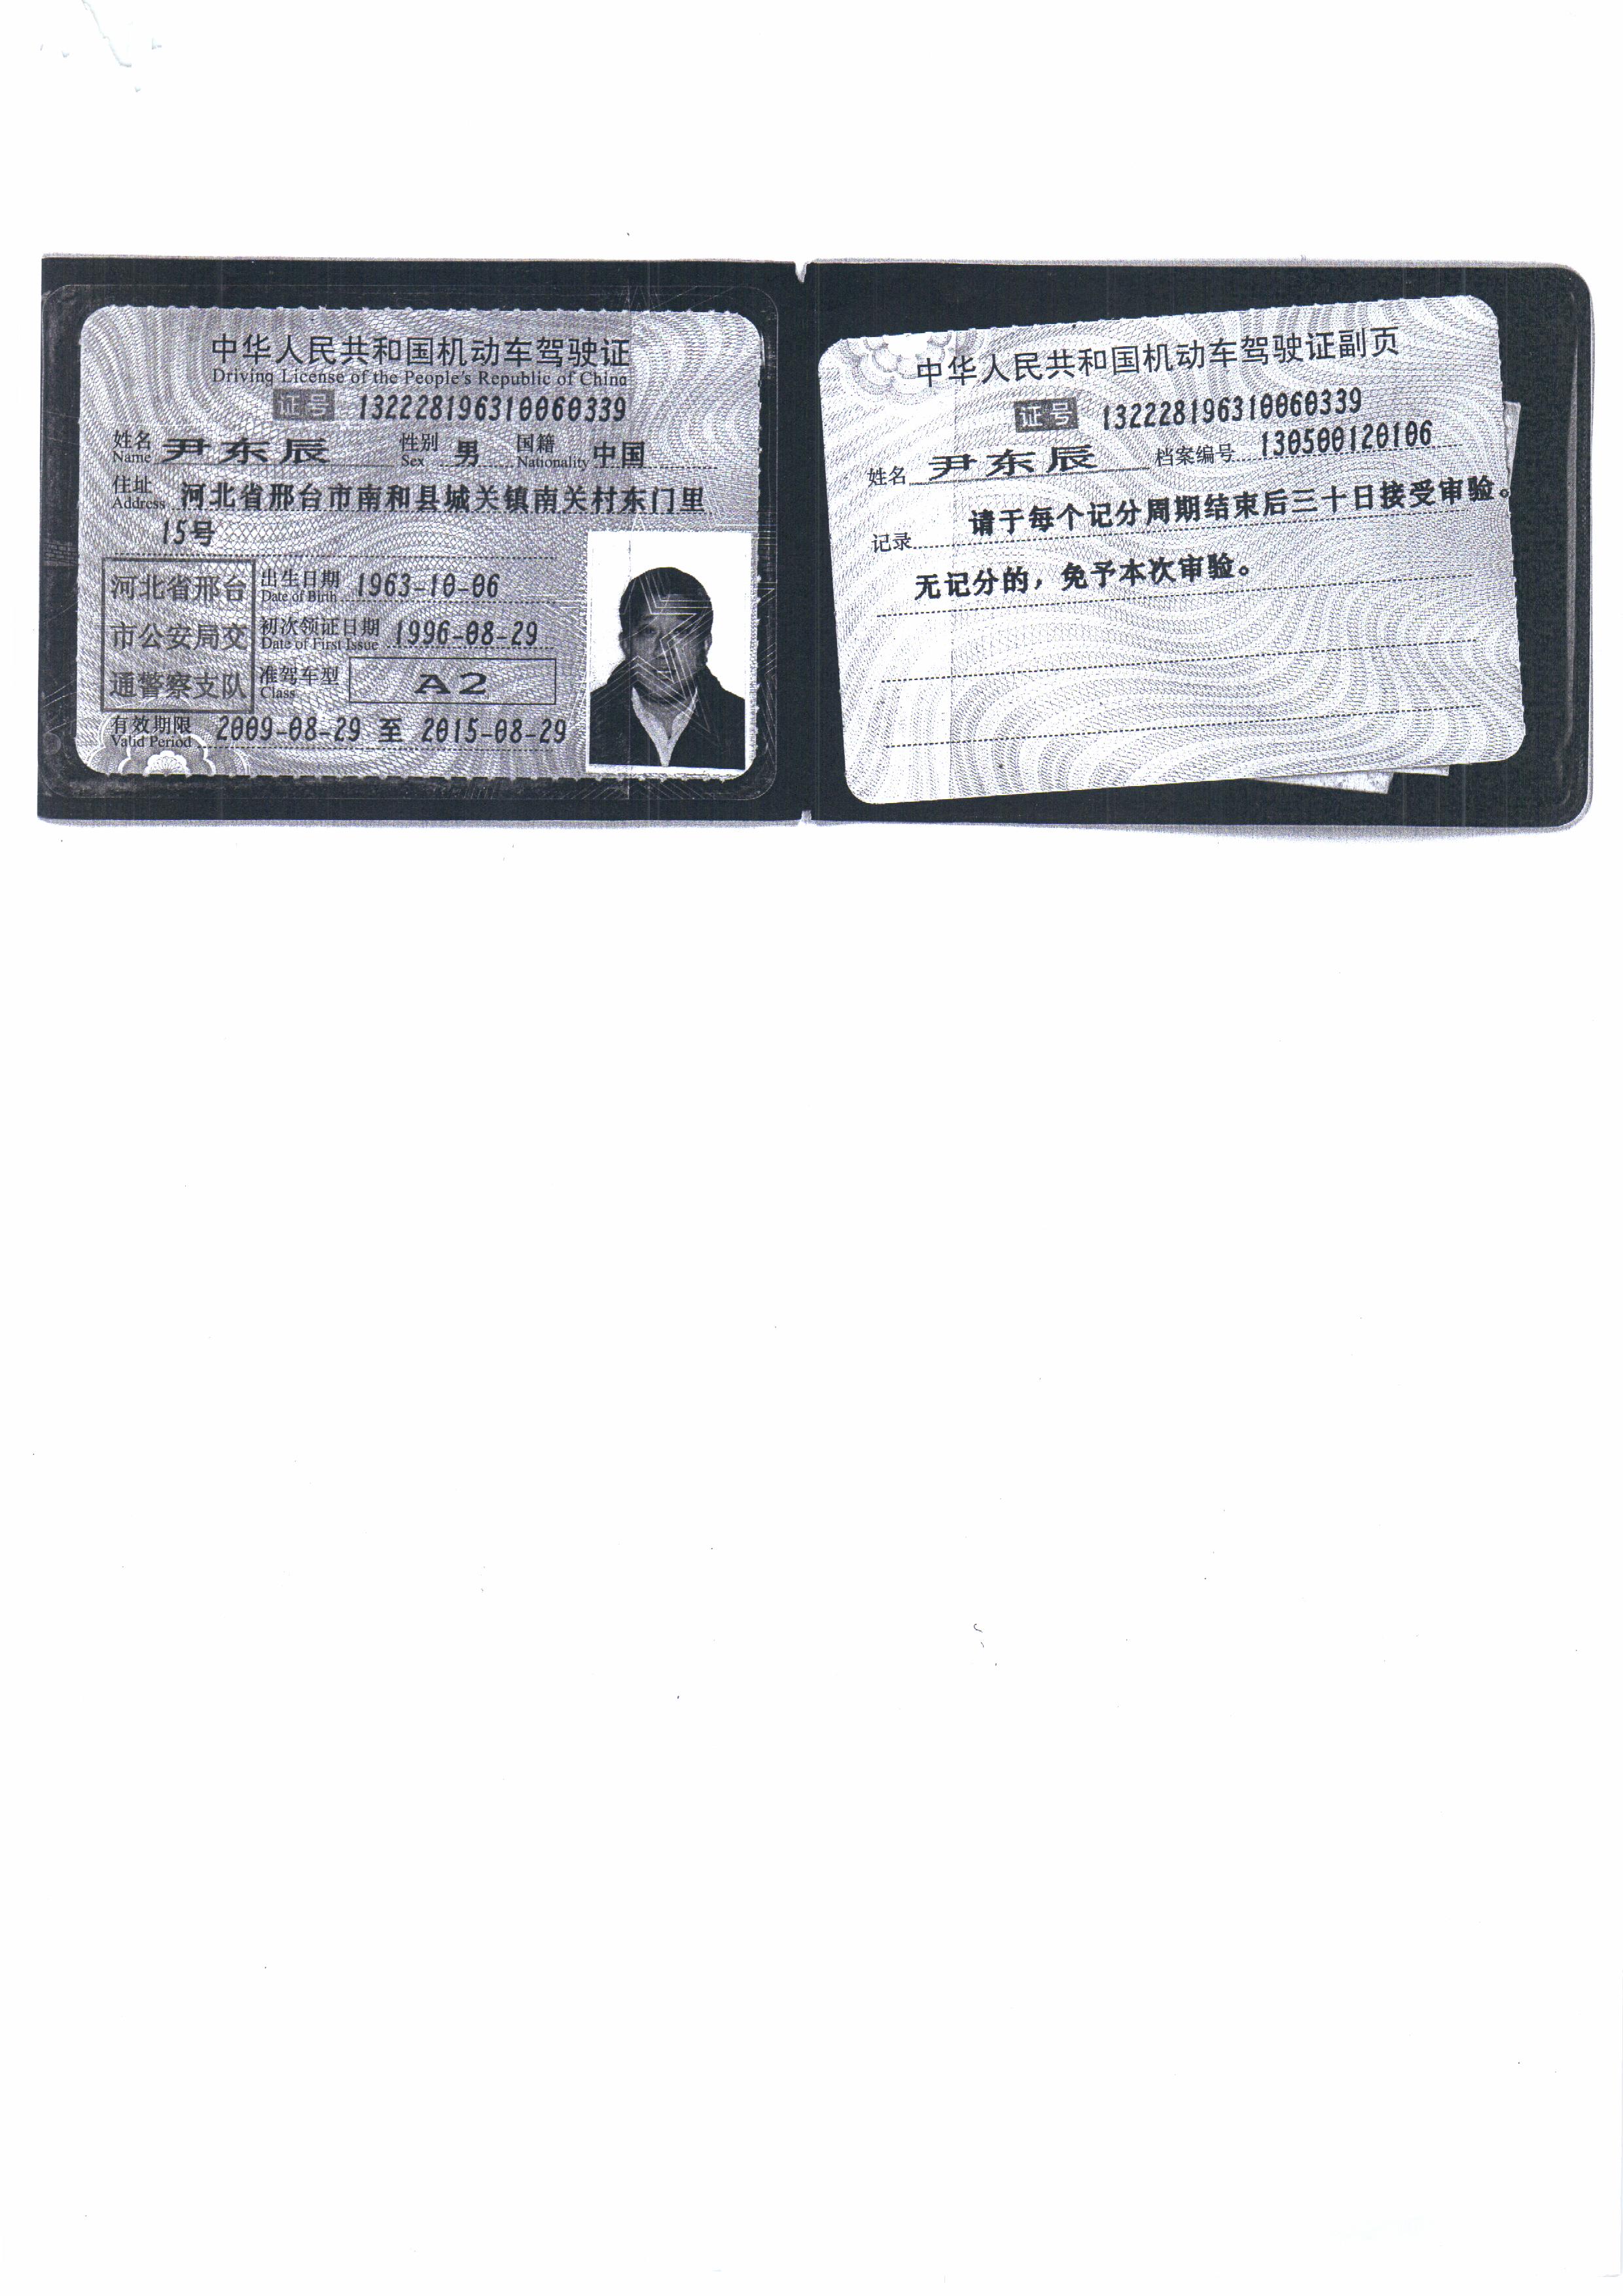 中华人民共和国机动车驾驶证
Driving License of the People's Republic of China
证号 132228196310060339
姓名 Name 尹东辰 性别 Sex 男 国籍 Nationality 中国
住址 Address 河北省邢台市南和县城关镇南关村东门里
15号
河北省邢台
市公安局交
通警察支队
出生日期 Date of Birth 1963-10-06
初次领证日期 Date of First Issue 1996-08-29
准驾车型 Class A2
有效期限 Valid Period 2009-08-29 至 2015-08-29
中华人民共和国机动车驾驶证副页
证号 132228196310060339
姓名 尹东辰 档案编号 130500120106
记录 请于每个记分周期结束后三十日接受审验。
无记分的，免予本次审验。